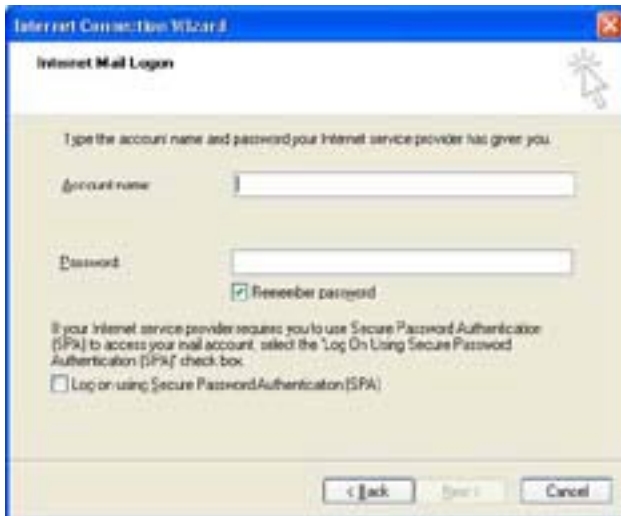 Internet Connection Wizard
Internet Mail Logon
Type the account name and password your Internet service provider has given you.
Account name
Password
Remember password
If your Internet service provider requires you to use Secure Password Authentication
(SPA) to access your mail account, select the 'Log On Using Secure Password
Authentication (SPA)' check box.
Log on using Secure Password Authentication (SPA)
< Back
Next >
Cancel